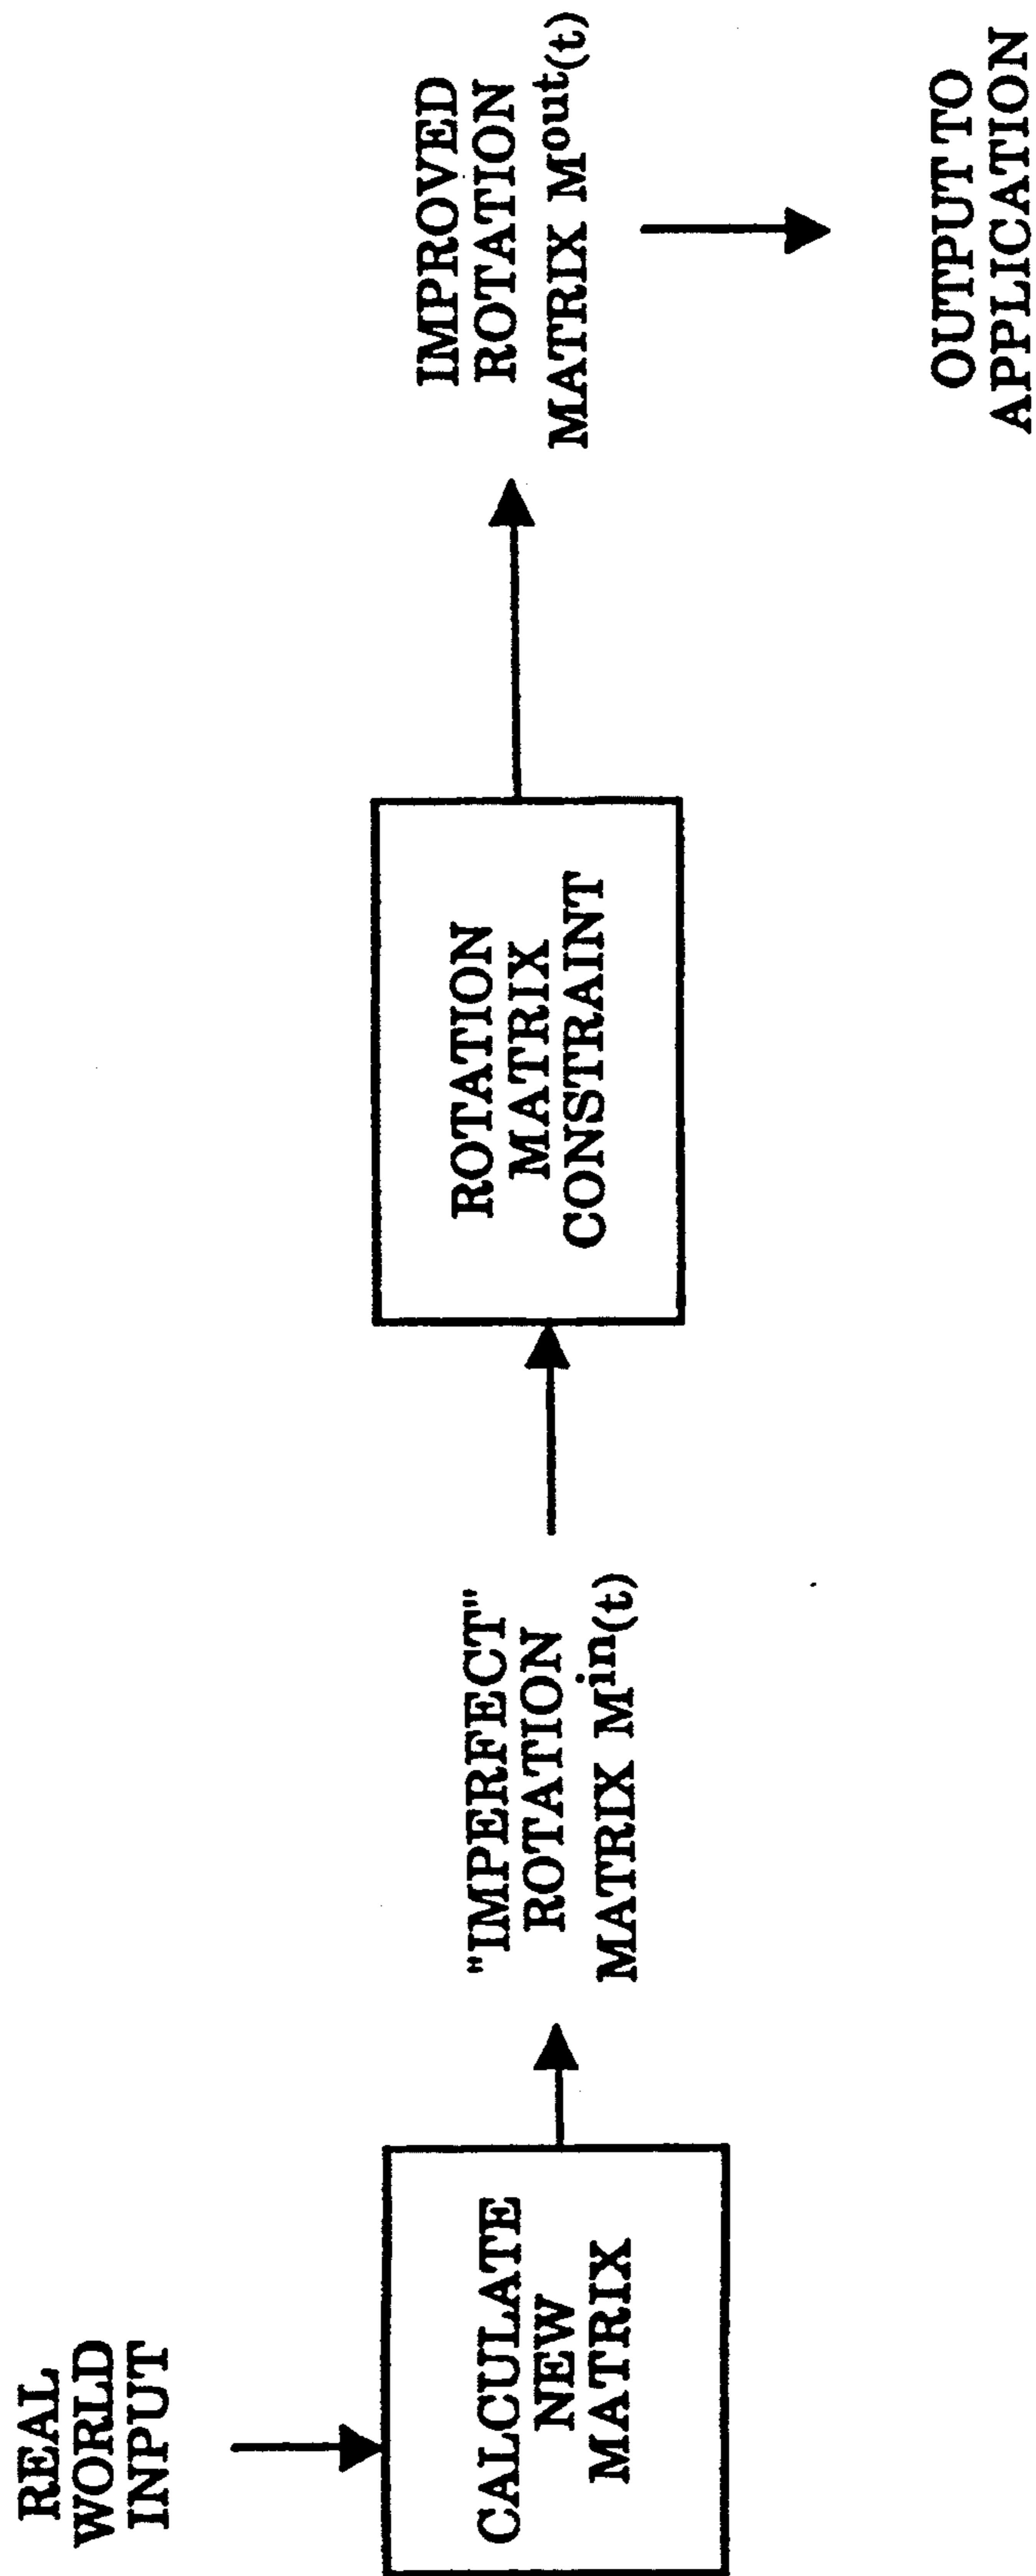 REAL
WORLD
INPUT
CALCULATE
NEW
MATRIX
"IMPERFECT"
ROTATION
MATRIX M^in(t)
ROTATION
MATRIX
CONSTRAINT
IMPROVED
ROTATION
MATRIX M^out(t)
OUTPUT TO
APPLICATION